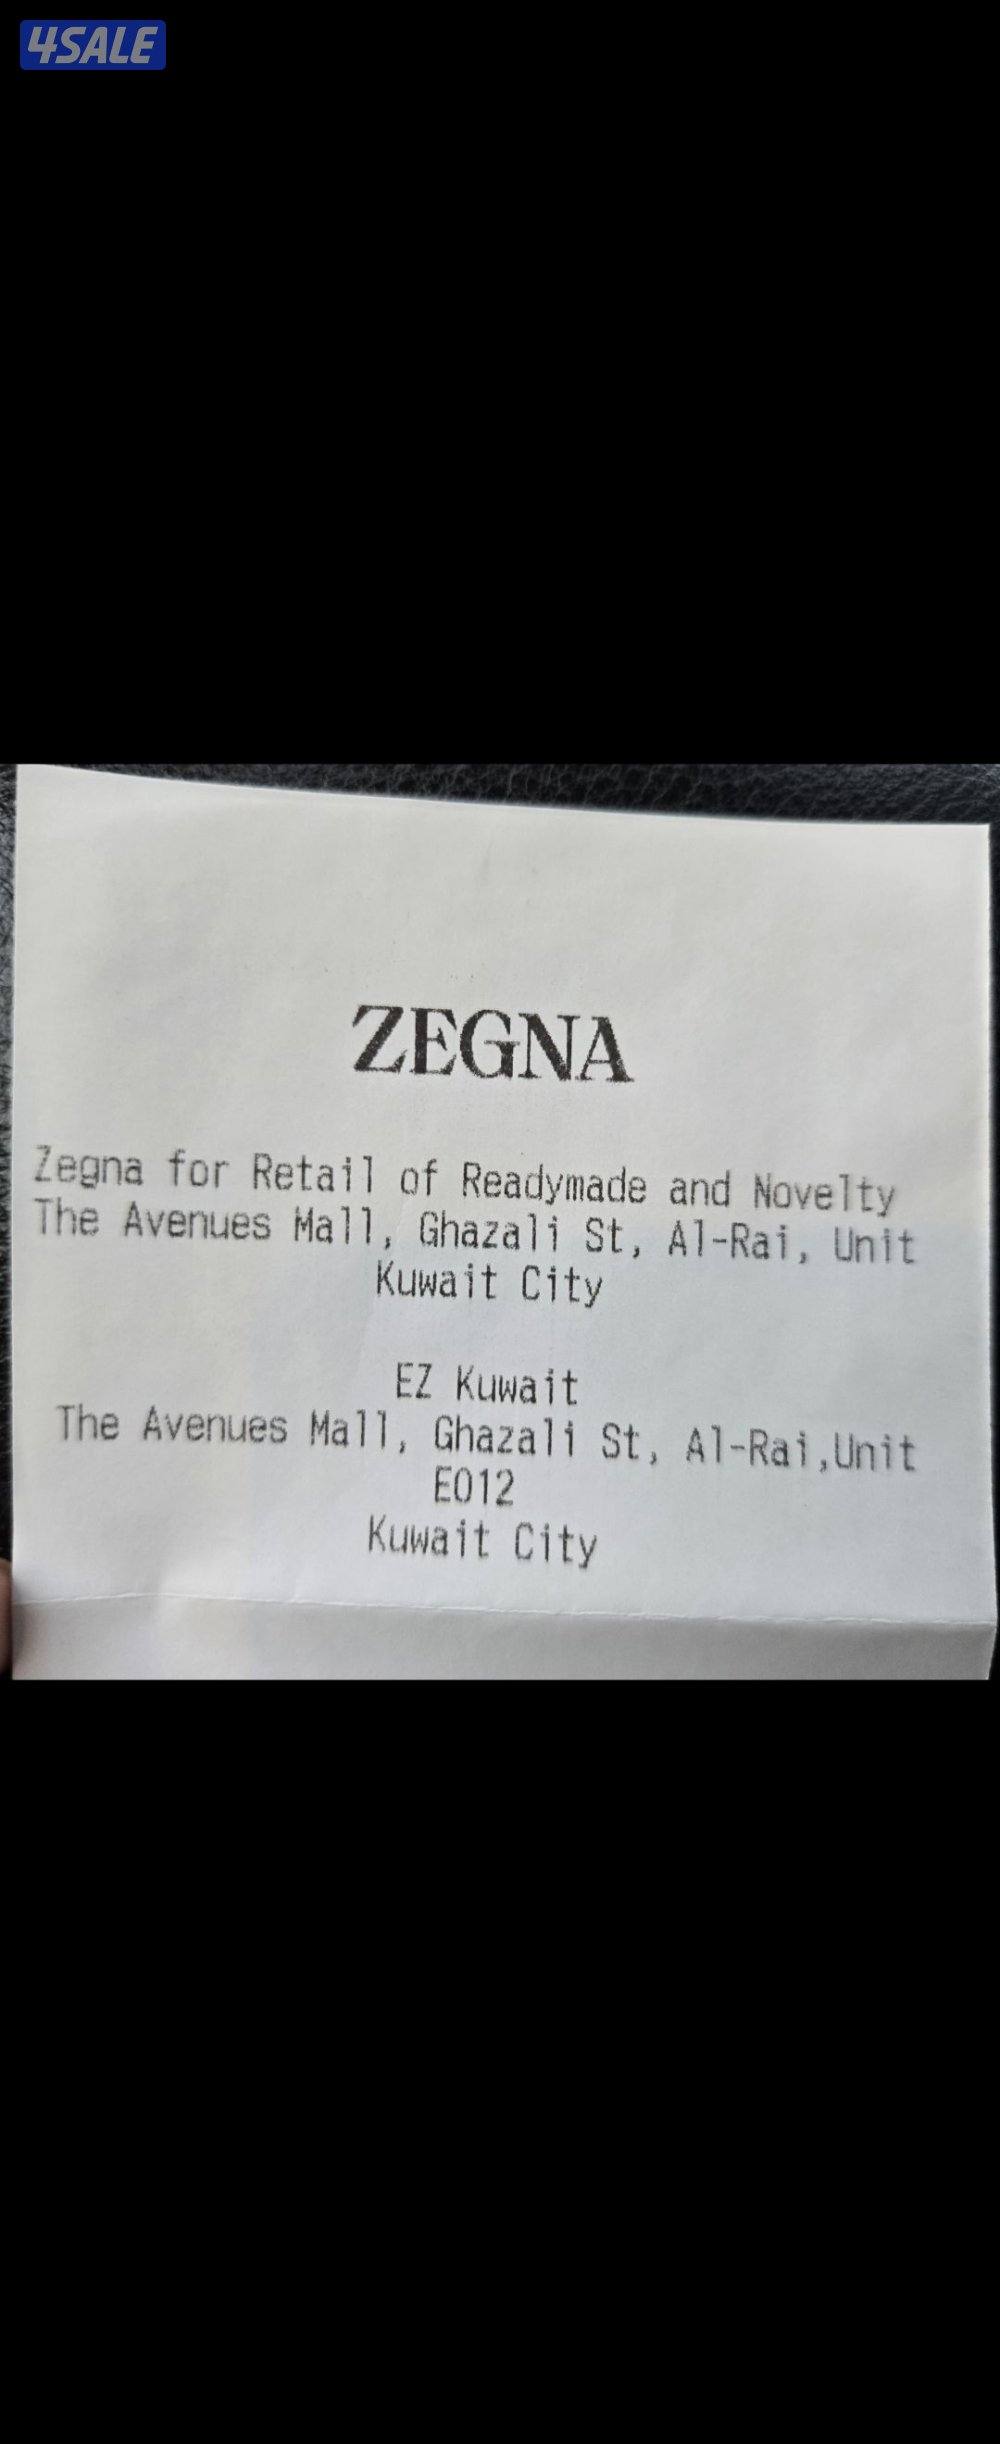 4SALE
ZEGNA
Zegna for Retail of Readymade and Novelty
The Avenues Mall, Ghazali St, Al-Rai, Unit
Kuwait City
EZ Kuwait
The Avenues Mall, Ghazali St, Al-Rai,Unit
E012
Kuwait City